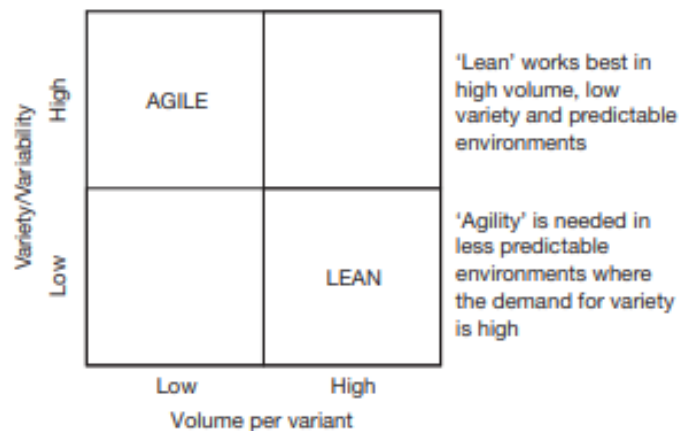 Variety/Variability
High
Low
AGILE
LEAN
Low
High
Volume per variant
‘Lean’ works best in
high volume, low
variety and predictable
environments
‘Agility’ is needed in
less predictable
environments where
the demand for variety
is high